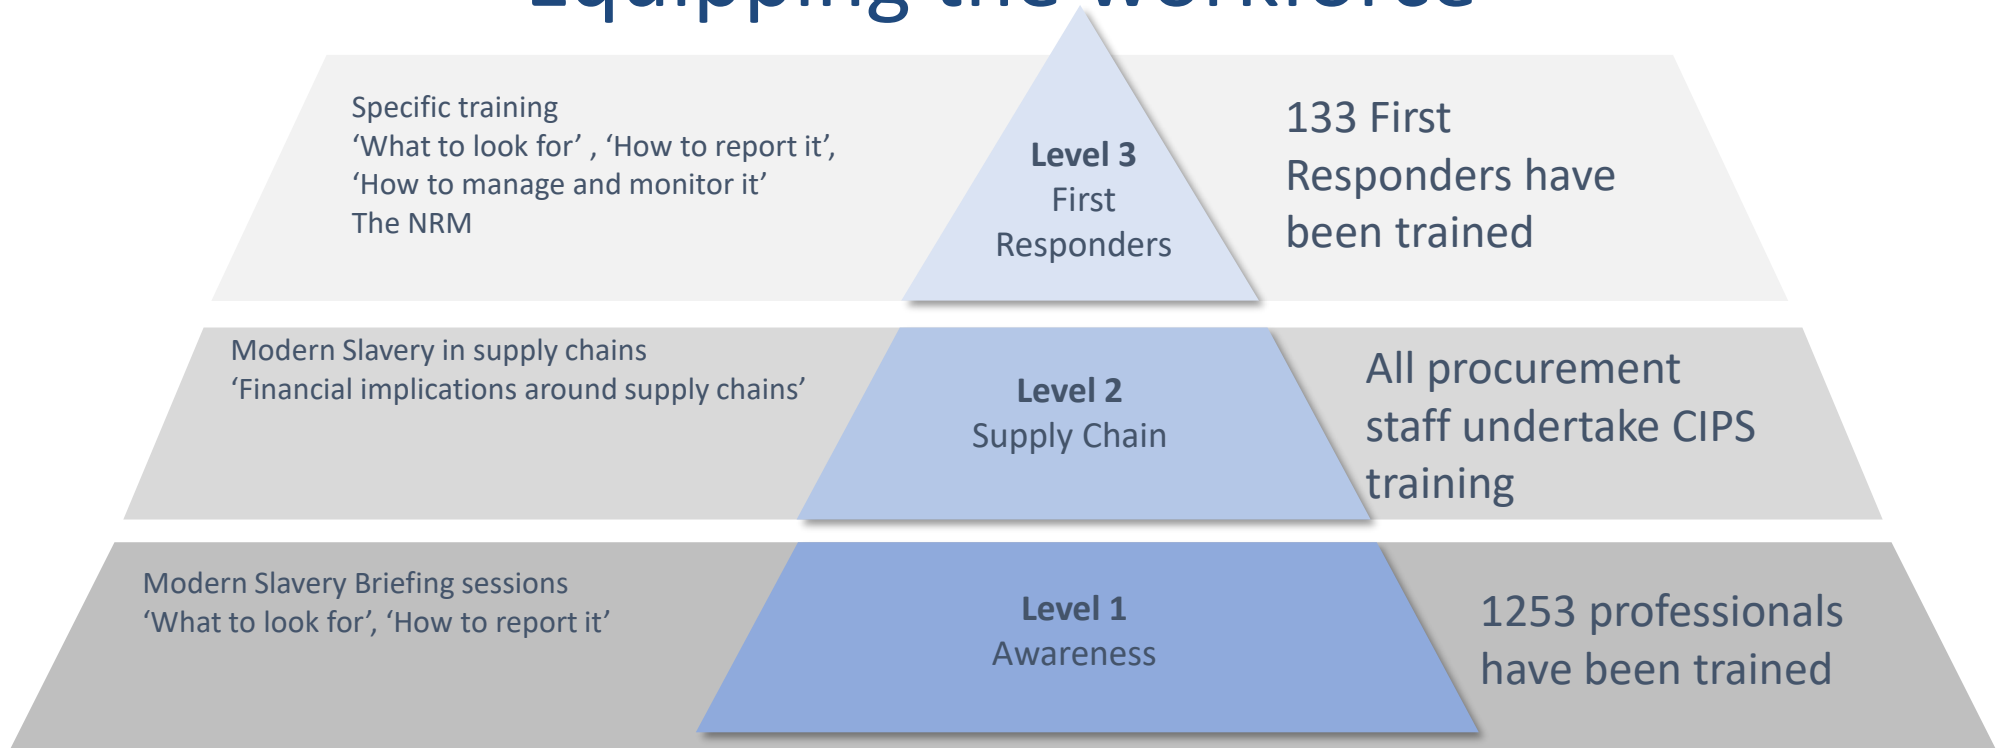 Equipping the workforce
Specific training
‘What to look for’ , ‘How to report it’,
‘How to manage and monitor it’
The NRM
Level 3
First
Responders
133 First
Responders have
been trained
Modern Slavery in supply chains
‘Financial implications around supply chains’
Level 2
Supply Chain
All procurement
staff undertake CIPS
training
Modern Slavery Briefing sessions
‘What to look for’, ‘How to report it’
Level 1
Awareness
1253 professionals
have been trained